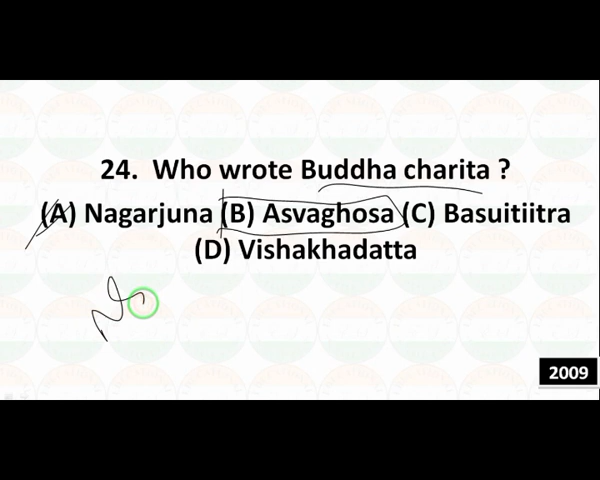 24. Who wrote Buddha charita ?
(A) Nagarjuna (B) Asvaghosa (C) Basuitiitra
(D) Vishakhadatta
2009